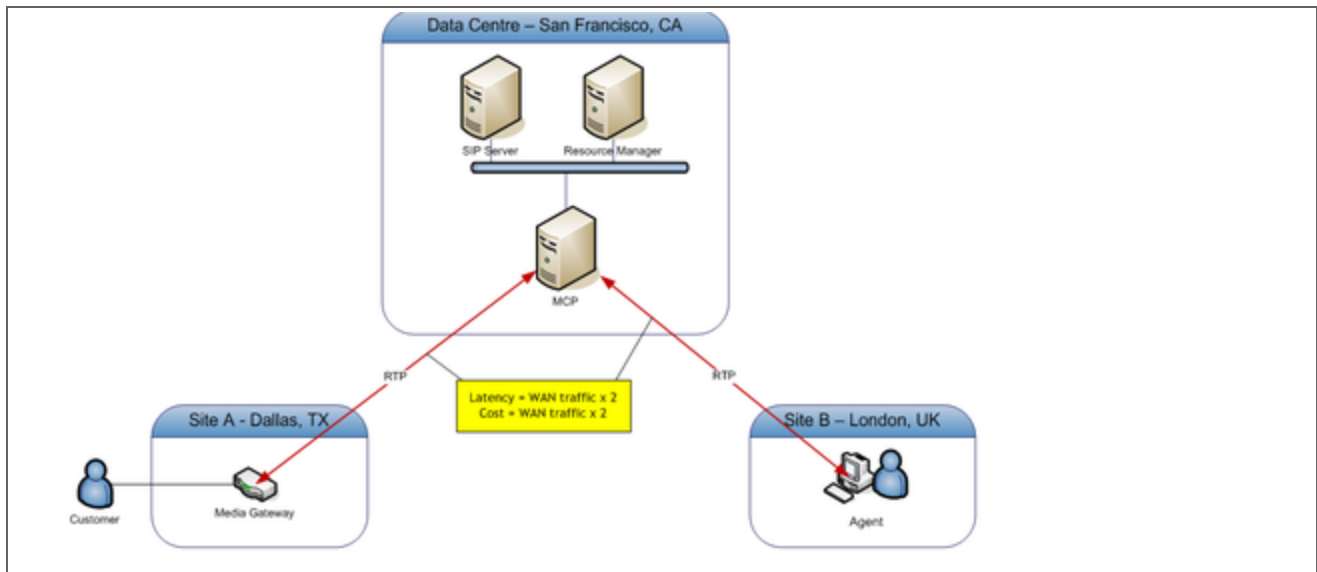 Data Centre – San Francisco, CA
SIP Server
Resource Manager
MCP
RTP
RTP
Latency = WAN traffic x 2
Cost = WAN traffic x 2
Site A - Dallas, TX
Site B – London, UK
Customer
Media Gateway
Agent